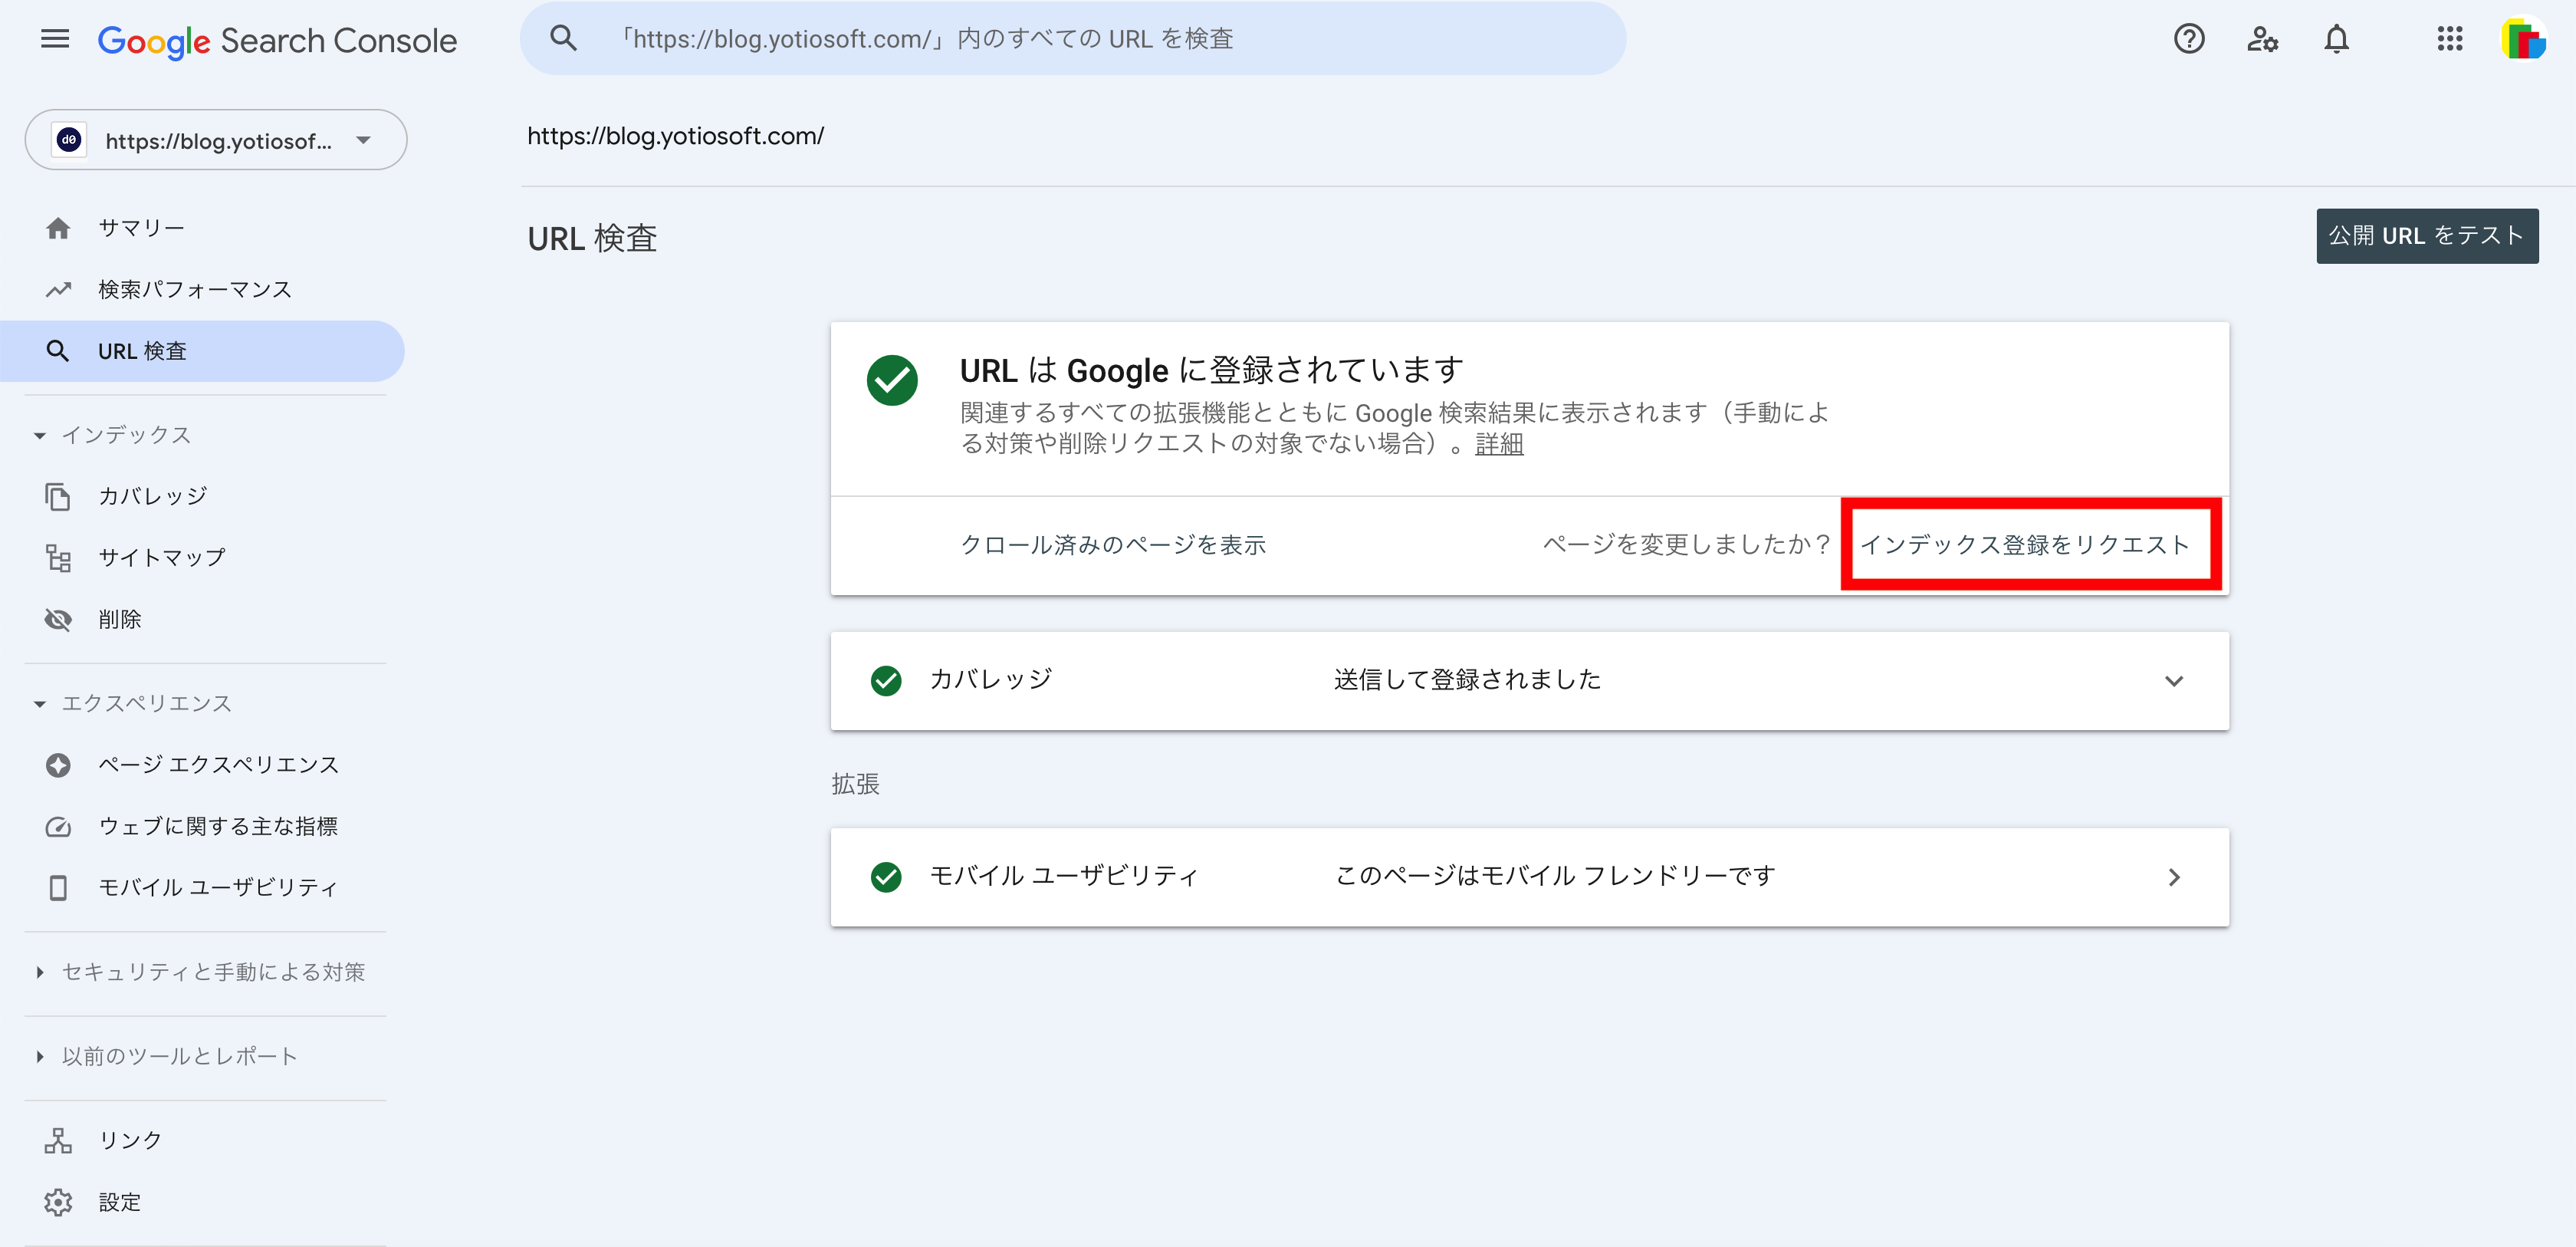 Google Search Console
「https://blog.yotiosoft.com/」内のすべての URL を検査
d0
https://blog.yotiosof...
https://blog.yotiosoft.com/
サマリー
検索パフォーマンス
URL 検査
インデックス
カバレッジ
サイトマップ
削除
エクスペリエンス
ページ エクスペリエンス
ウェブに関する主な指標
モバイル ユーザビリティ
セキュリティと手動による対策
以前のツールとレポート
リンク
設定
URL 検査
公開 URL をテスト
URL は Google に登録されています
関連するすべての拡張機能とともに Google 検索結果に表示されます（手動によ
る対策や削除リクエストの対象でない場合）。詳細
クロール済みのページを表示
ページを変更しましたか？ インデックス登録をリクエスト
カバレッジ 送信して登録されました
拡張
モバイル ユーザビリティ このページはモバイル フレンドリーです